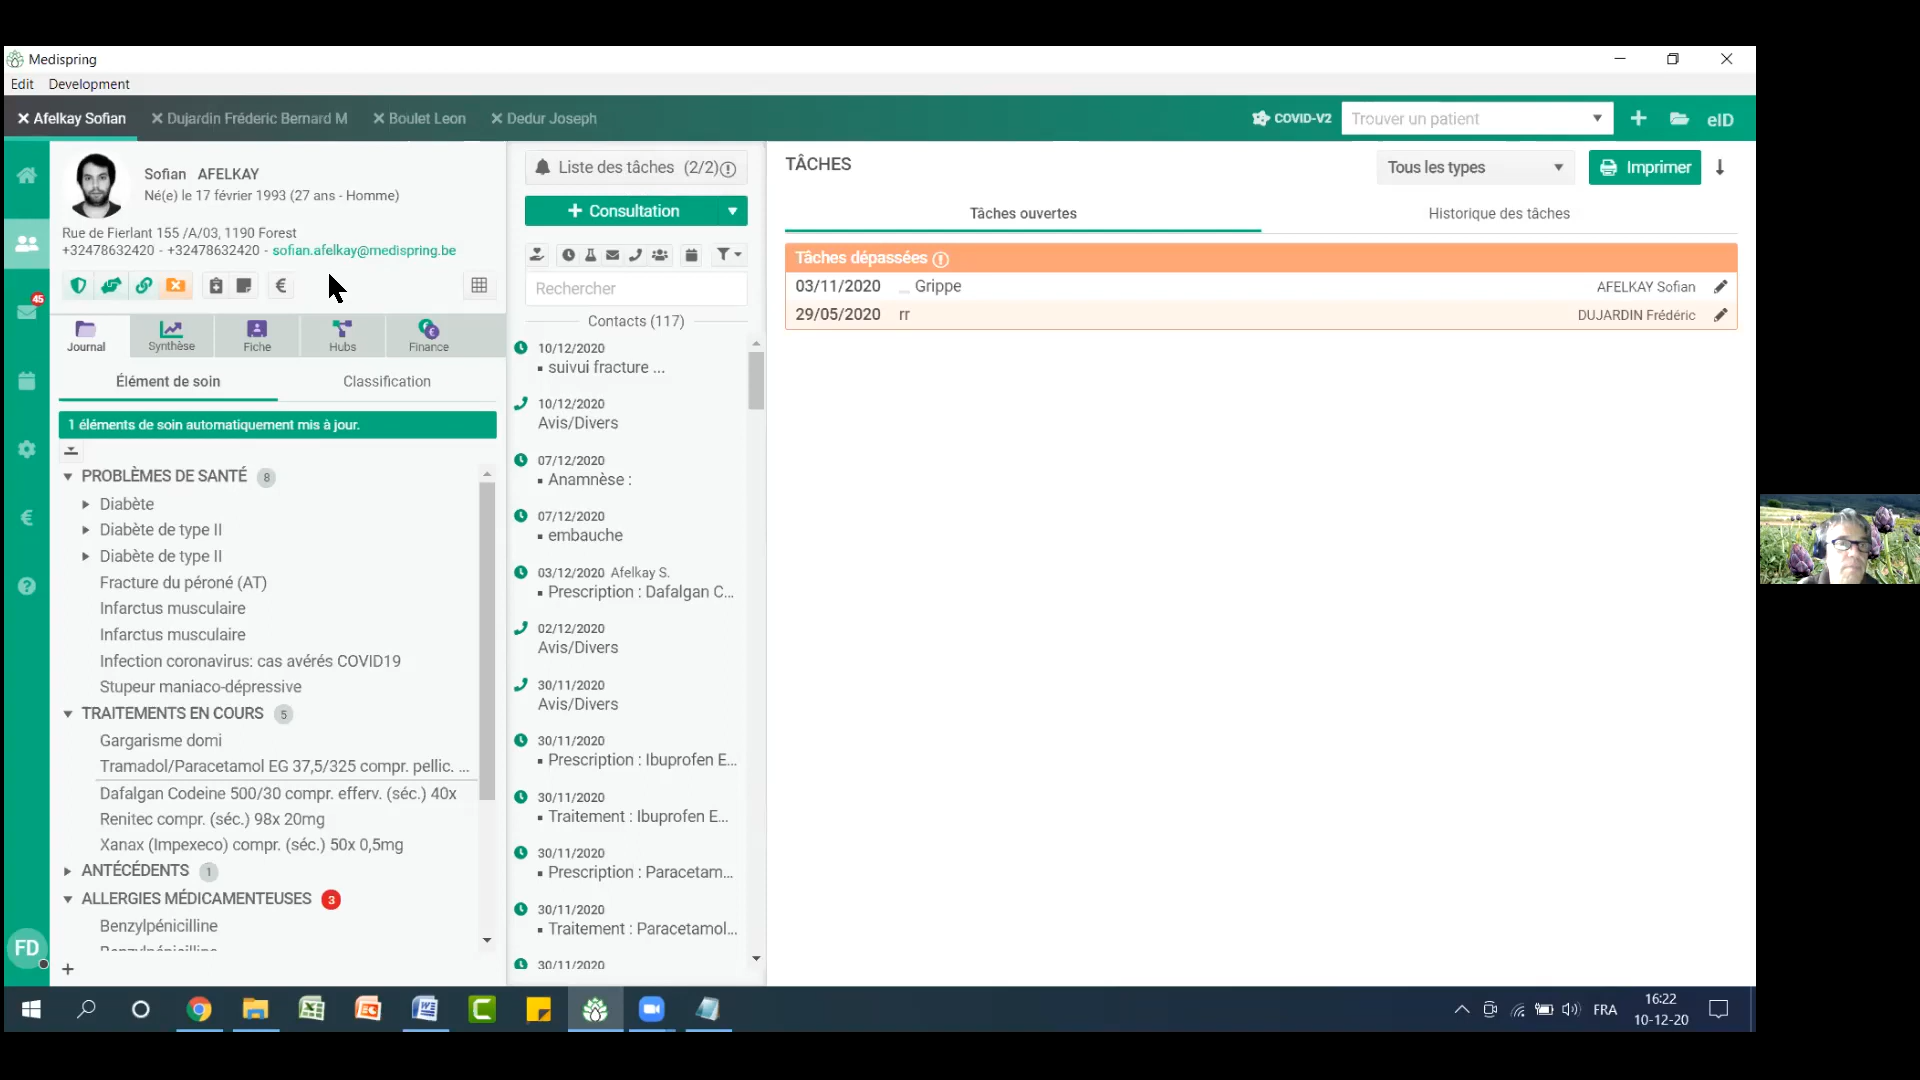 Medispring
Edit Development
Afelkay Sofian Dujardin Fréderic Bernard M Boulet Leon Dedur Joseph COVID-V2 Trouver un patient eID
Sofian AFELKAY
Né(e) le 17 février 1993 (27 ans - Homme)
Rue de Fierlant 155 /A/03, 1190 Forest
+32478632420 - +32478632420 - sofian.afelkay@medispring.be
€
Journal Synthèse Fiche Hubs Finance
Élément de soin Classification
1 éléments de soin automatiquement mis à jour.
PROBLÈMES DE SANTÉ 8
Diabète
Diabète de type II
Diabète de type II
Fracture du péroné (AT)
Infarctus musculaire
Infarctus musculaire
Infection coronavirus: cas avérés COVID19
Stupeur maniaco-dépressive
TRAITEMENTS EN COURS 5
Gargarisme domi
Tramadol/Paracetamol EG 37,5/325 compr. pellic. ...
Dafalgan Codeine 500/30 compr. efferv. (séc.) 40x
Renitec compr. (séc.) 98x 20mg
Xanax (Impexeco) compr. (séc.) 50x 0,5mg
ANTÉCÉDENTS 1
ALLERGIES MÉDICAMENTEUSES 3
Benzylpénicilline
Benzylpénicilline
45
€
FD
Liste des tâches (2/2)
Consultation
Rechercher
Contacts (117)
10/12/2020
suivui fracture ...
10/12/2020
Avis/Divers
07/12/2020
Anamnèse :
07/12/2020
embauche
03/12/2020 Afelkay S.
Prescription : Dafalgan C...
02/12/2020
Avis/Divers
30/11/2020
Avis/Divers
30/11/2020
Prescription : Ibuprofen E...
30/11/2020
Traitement : Ibuprofen E...
30/11/2020
Prescription : Paracetam...
30/11/2020
Traitement : Paracetamol...
30/11/2020
TÂCHES
Tous les types Imprimer
Tâches ouvertes Historique des tâches
Tâches dépassées
03/11/2020 __ Grippe AFELKAY Sofian
29/05/2020 rr DUJARDIN Frédéric
FRA 16:22
10-12-20